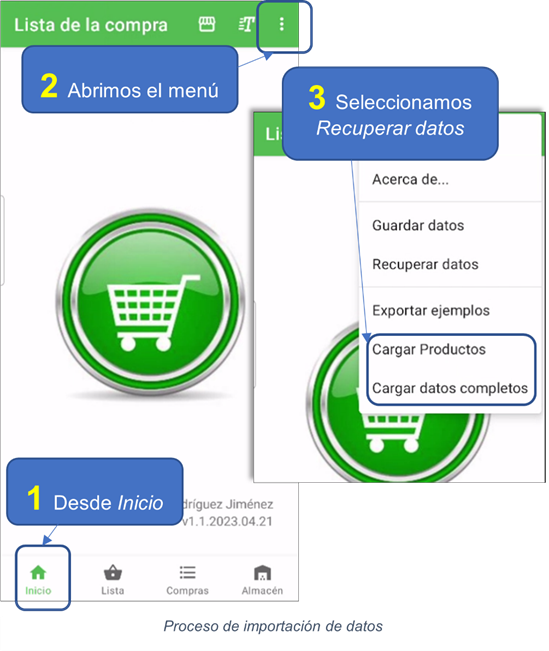 Lista de la compra
2 Abrimos el menú
3 Seleccionamos
Recuperar datos
Acerca de...
Guardar datos
Recuperar datos
Exportar ejemplos
Cargar Productos
Cargar datos completos
1 Desde Inicio
Jiménez
v1.1.2023.04.21
Inicio
Lista
Compras
Almacén
Proceso de importación de datos